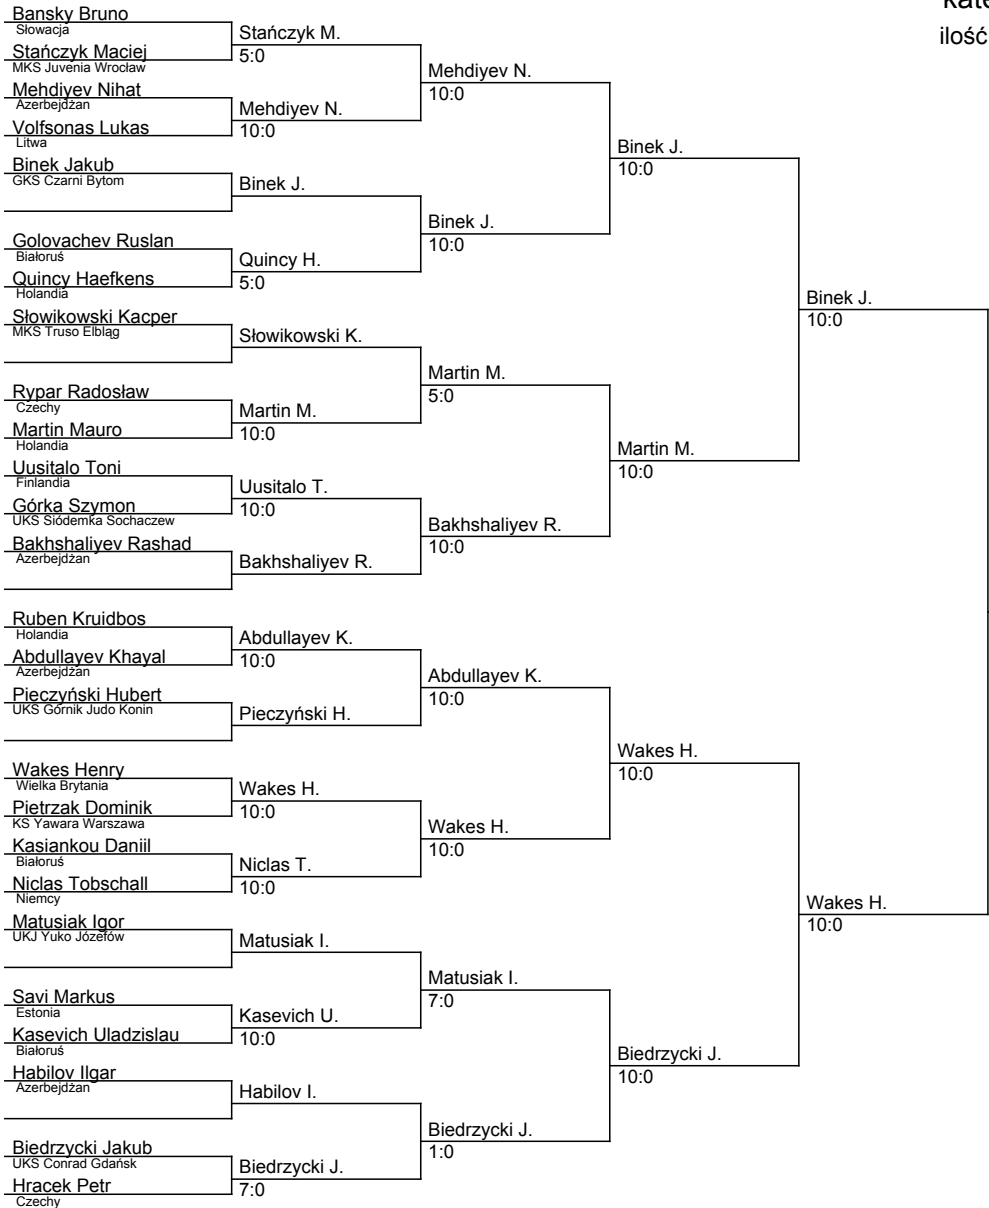 kate
ilość
Bansky Bruno
Słowacja
Stańczyk Maciej
MKS Juvenia Wrocław
Mehdiyev Nihat
Azerbejdżan
Volfsonas Lukas
Litwa
Binek Jakub
GKS Czarni Bytom
Golovachev Ruslan
Białoruś
Quincy Haefkens
Holandia
Słowikowski Kacper
MKS Truso Elbląg
Rypar Radosław
Czechy
Martin Mauro
Holandia
Uusitalo Toni
Finlandia
Górka Szymon
UKS Siódemka Sochaczew
Bakhshaliyev Rashad
Azerbejdżan
Ruben Kruidbos
Holandia
Abdullayev Khayal
Azerbejdżan
Pieczyński Hubert
UKS Górnik Judo Konin
Wakes Henry
Wielka Brytania
Pietrzak Dominik
KS Yawara Warszawa
Kasiankou Daniil
Białoruś
Niclas Tobschall
Niemcy
Matusiak Igor
UKJ Yuko Józefów
Savi Markus
Estonia
Kasevich Uladzislau
Białoruś
Habilov Ilgar
Azerbejdżan
Biedrzycki Jakub
UKS Conrad Gdańsk
Hracek Petr
Czechy
Stańczyk M.
5:0
Mehdiyev N.
10:0
Binek J.
Quincy H.
5:0
Słowikowski K.
Martin M.
10:0
Uusitalo T.
10:0
Bakhshaliyev R.
Abdullayev K.
10:0
Pieczyński H.
Wakes H.
10:0
Niclas T.
10:0
Matusiak I.
Kasevich U.
10:0
Habilov I.
Biedrzycki J.
7:0
Mehdiyev N.
10:0
Binek J.
10:0
Martin M.
5:0
Bakhshaliyev R.
10:0
Abdullayev K.
10:0
Wakes H.
10:0
Matusiak I.
7:0
Biedrzycki J.
1:0
Binek J.
10:0
Martin M.
10:0
Wakes H.
10:0
Biedrzycki J.
10:0
Binek J.
10:0
Wakes H.
10:0